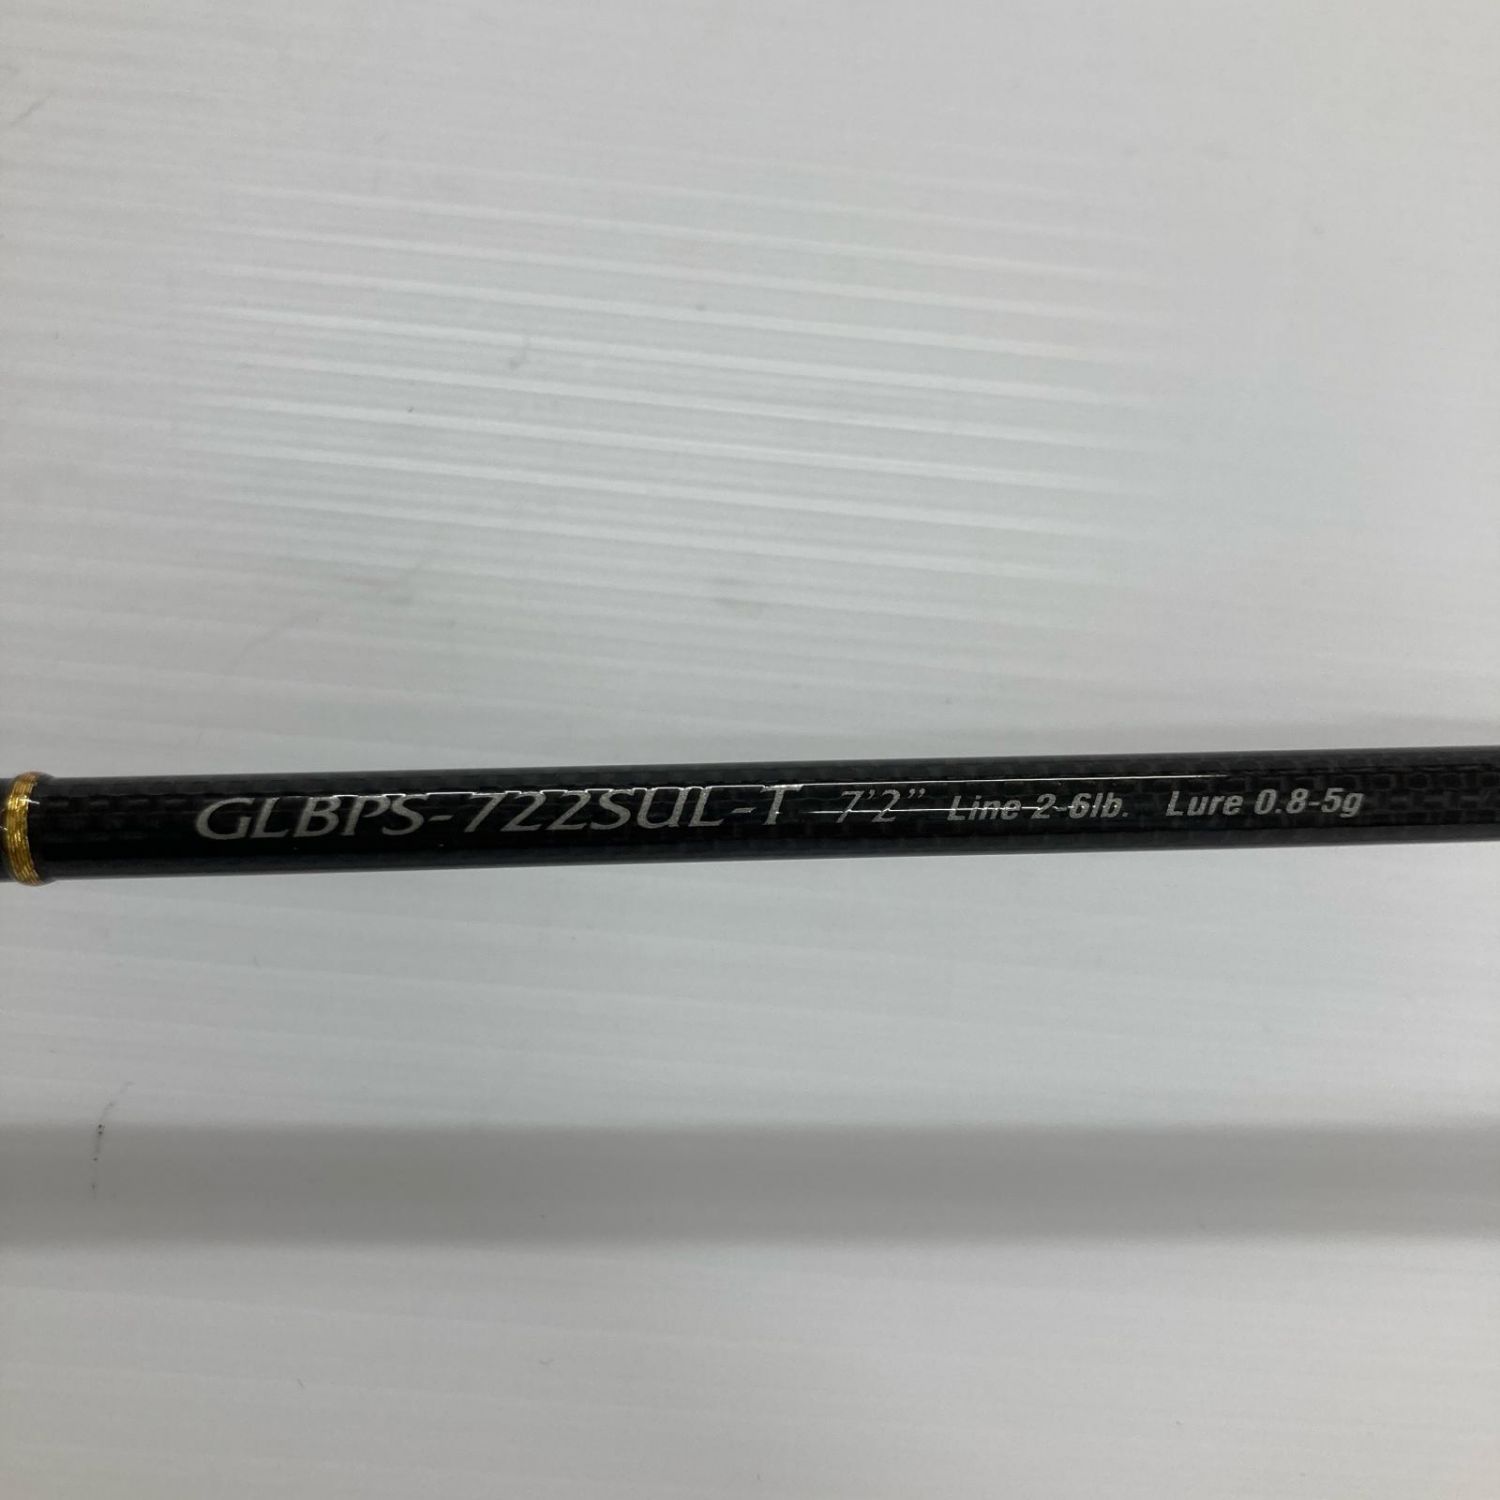 GLBPS-722SUL-T 7'2" Line 2-6lb. Lure 0.8-5g